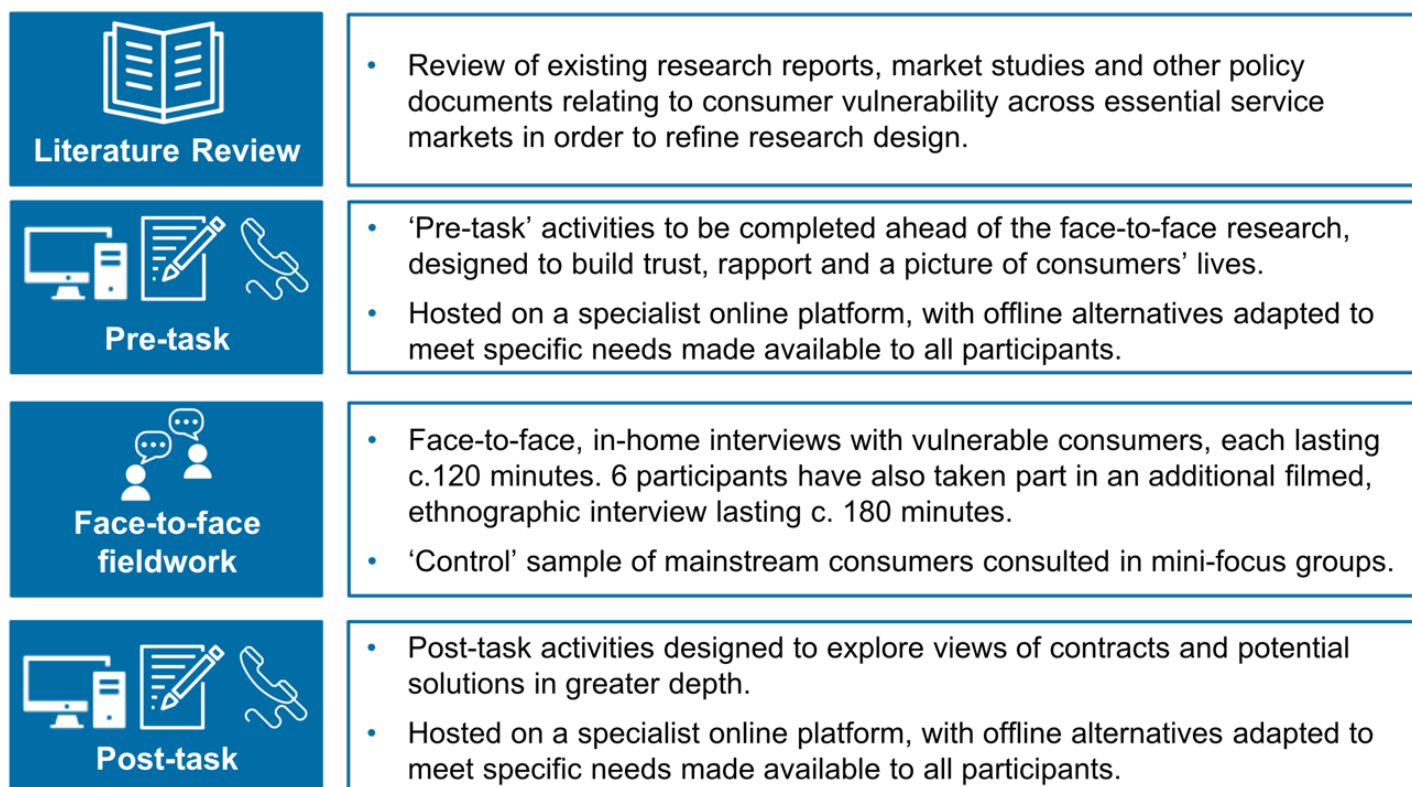 Literature Review
• Review of existing research reports, market studies and other policy
documents relating to consumer vulnerability across essential service
markets in order to refine research design.
Pre-task
• ‘Pre-task’ activities to be completed ahead of the face-to-face research,
designed to build trust, rapport and a picture of consumers’ lives.
• Hosted on a specialist online platform, with offline alternatives adapted to
meet specific needs made available to all participants.
Face-to-face
fieldwork
• Face-to-face, in-home interviews with vulnerable consumers, each lasting
c.120 minutes. 6 participants have also taken part in an additional filmed,
ethnographic interview lasting c. 180 minutes.
• ‘Control’ sample of mainstream consumers consulted in mini-focus groups.
Post-task
• Post-task activities designed to explore views of contracts and potential
solutions in greater depth.
• Hosted on a specialist online platform, with offline alternatives adapted to
meet specific needs made available to all participants.